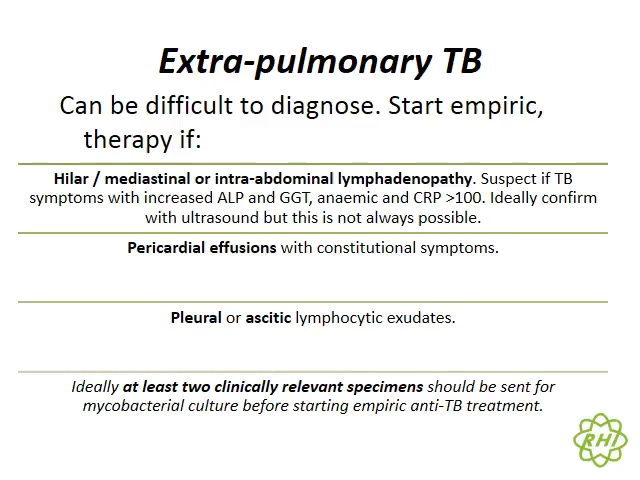 Extra-pulmonary TB
Can be difficult to diagnose. Start empiric,
therapy if:
Hilar / mediastinal or intra-abdominal lymphadenopathy. Suspect if TB
symptoms with increased ALP and GGT, anaemic and CRP >100. Ideally confirm
with ultrasound but this is not always possible.
Pericardial effusions with constitutional symptoms.
Pleural or ascitic lymphocytic exudates.
Ideally at least two clinically relevant specimens should be sent for
mycobacterial culture before starting empiric anti-TB treatment.
RHI